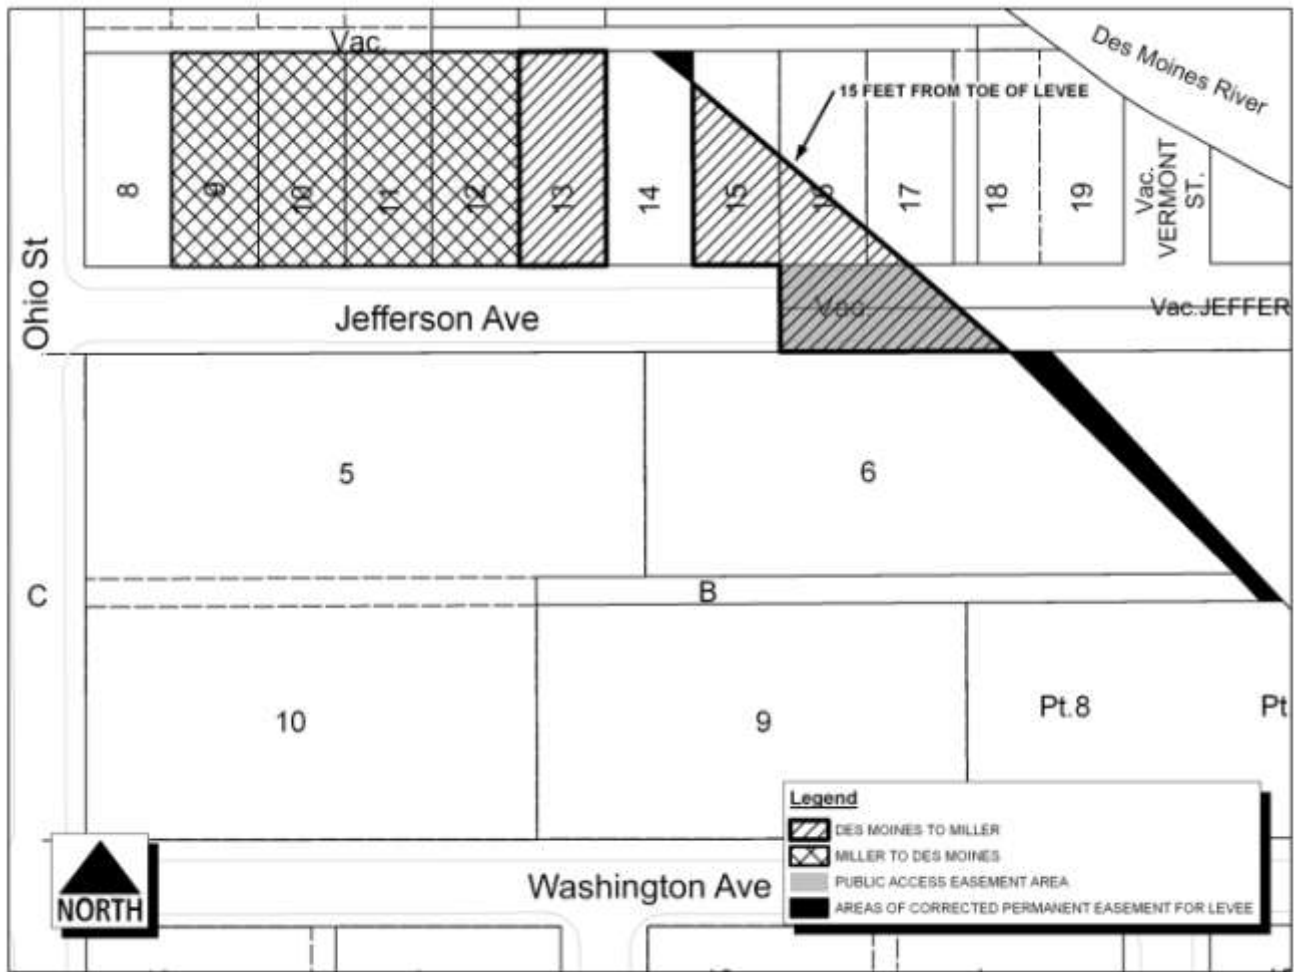 Vac.
Des Moines River
15 FEET FROM TOE OF LEVEE
8
9
10
11
12
13
14
15
16
17
18
19
Vac.
VERMONT
ST.
Ohio St
Jefferson Ave
Vac.
Vac.JEFFER
5
6
C
B
10
9
Pt.8
Pt
Legend
DES MOINES TO MILLER
MILLER TO DES MOINES
PUBLIC ACCESS EASEMENT AREA
AREAS OF CORRECTED PERMANENT EASEMENT FOR LEVEE
NORTH
Washington Ave